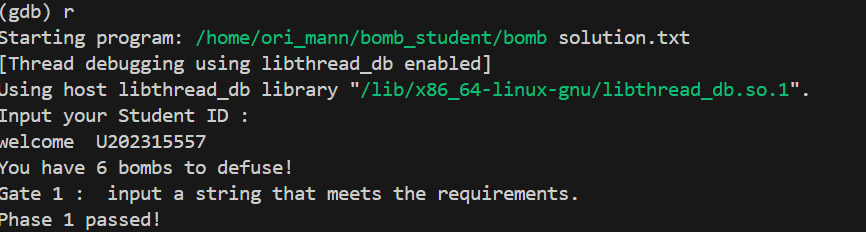 (gdb) r
Starting program: /home/ori_mann/bomb_student/bomb solution.txt
[Thread debugging using libthread_db enabled]
Using host libthread_db library "/lib/x86_64-linux-gnu/libthread_db.so.1".
Input your Student ID :
welcome  U202315557
You have 6 bombs to defuse!
Gate 1 :  input a string that meets the requirements.
Phase 1 passed!